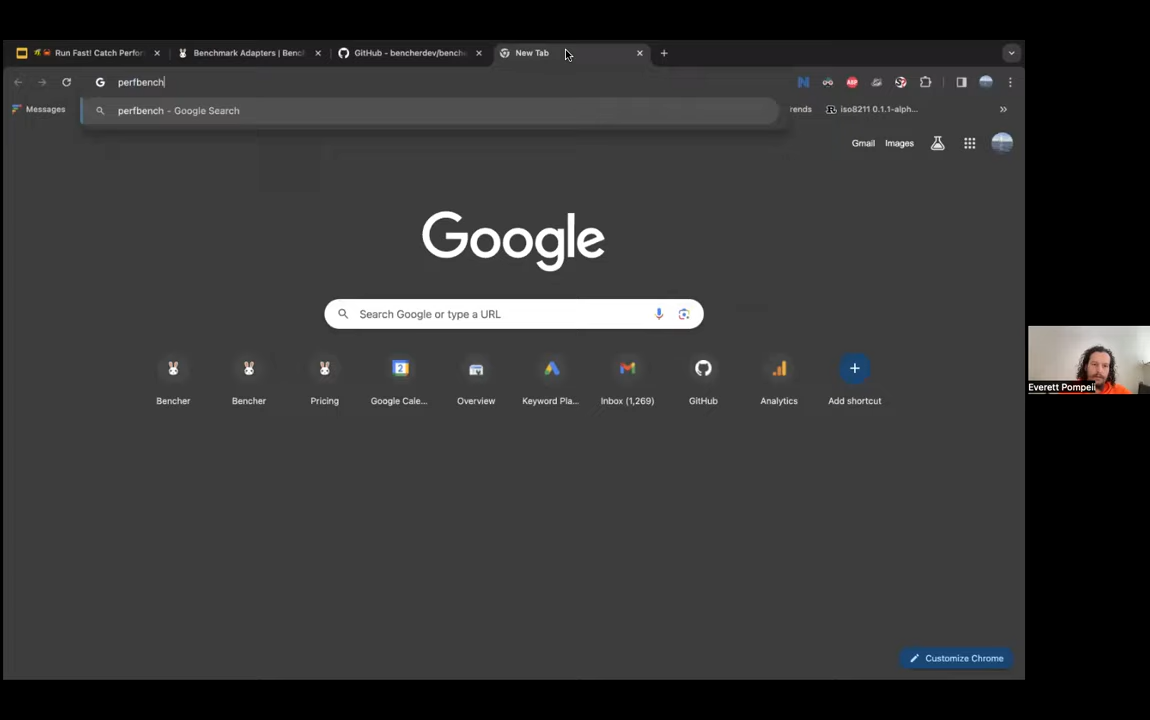 Run Fast! Catch Perfor
Benchmark Adapters | Benc
GitHub - bencherdev/benche
New Tab
perfbench
Messages
perfbench - Google Search
rends
iso8211 0.1.1-alph...
Gmail
Images
Google
Search Google or type a URL
Bencher
Bencher
Pricing
Google Cale...
Overview
Keyword Pla...
Inbox (1,269)
GitHub
Analytics
Add shortcut
Everett Pompeii
Customize Chrome